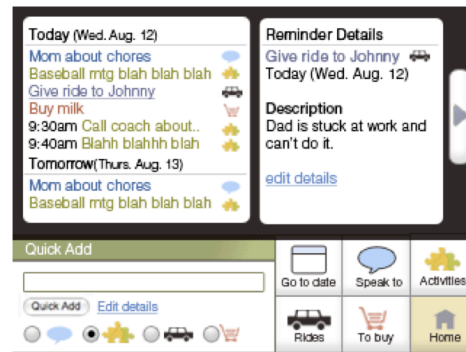 Today (Wed. Aug. 12)
Mom about chores
Baseball mtg blah blah blah
Give ride to Johnny
Buy milk
9:30am Call coach about..
9:40am Blahh blahhh blah
Tomorrow(Thurs. Aug. 13)
Mom about chores
Baseball mtg blah blah blah
Reminder Details
Give ride to Johnny
Today (Wed. Aug. 12)
Description
Dad is stuck at work and
can't do it.
edit details
Quick Add
Quick Add Edit details
Go to date Speak to Activities
Rides To buy Home